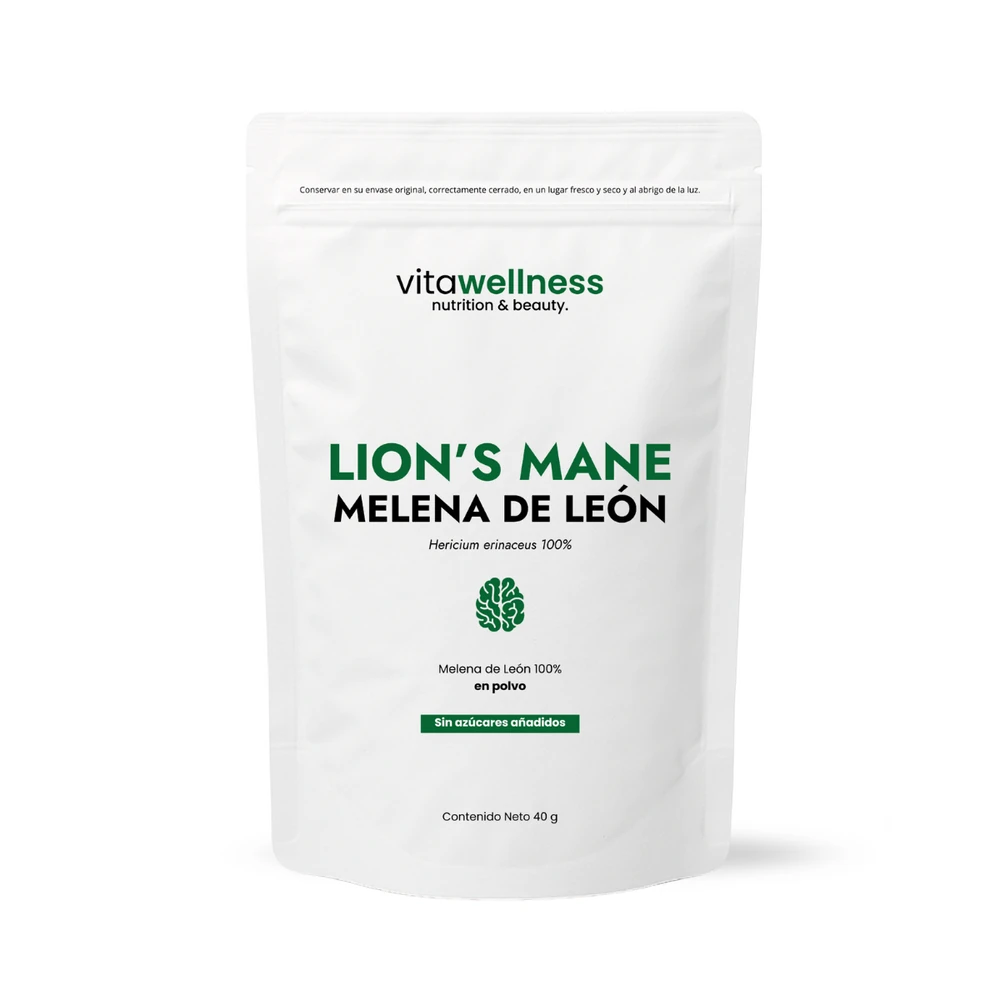 Conservar en su envase original, correctamente cerrado, en un lugar fresco y seco y al abrigo de la luz.
vitawellness
nutrition & beauty.
LION’S MANE
MELENA DE LEÓN
Hericium erinaceus 100%
Melena de León 100%
en polvo
Sin azúcares añadidos
Contenido Neto 40 g